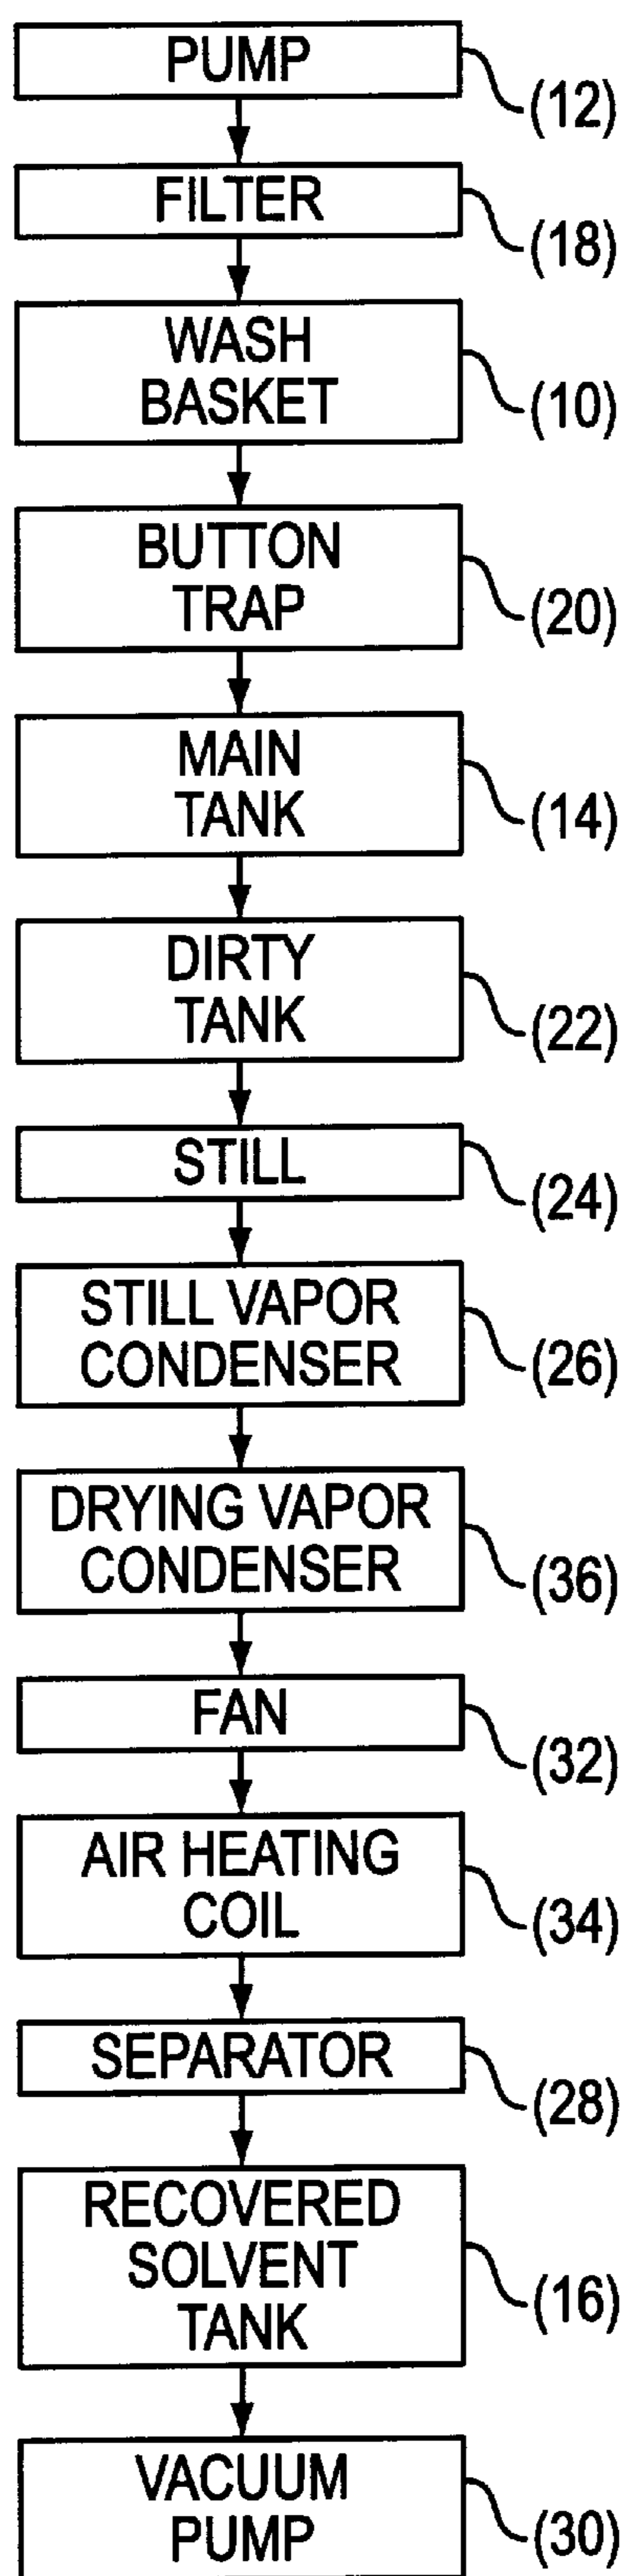 PUMP
(12)
FILTER
(18)
WASH
BASKET
(10)
BUTTON
TRAP
(20)
MAIN
TANK
(14)
DIRTY
TANK
(22)
STILL
(24)
STILL VAPOR
CONDENSER
(26)
DRYING VAPOR
CONDENSER
(36)
FAN
(32)
AIR HEATING
COIL
(34)
SEPARATOR
(28)
RECOVERED
SOLVENT
TANK
(16)
VACUUM
PUMP
(30)